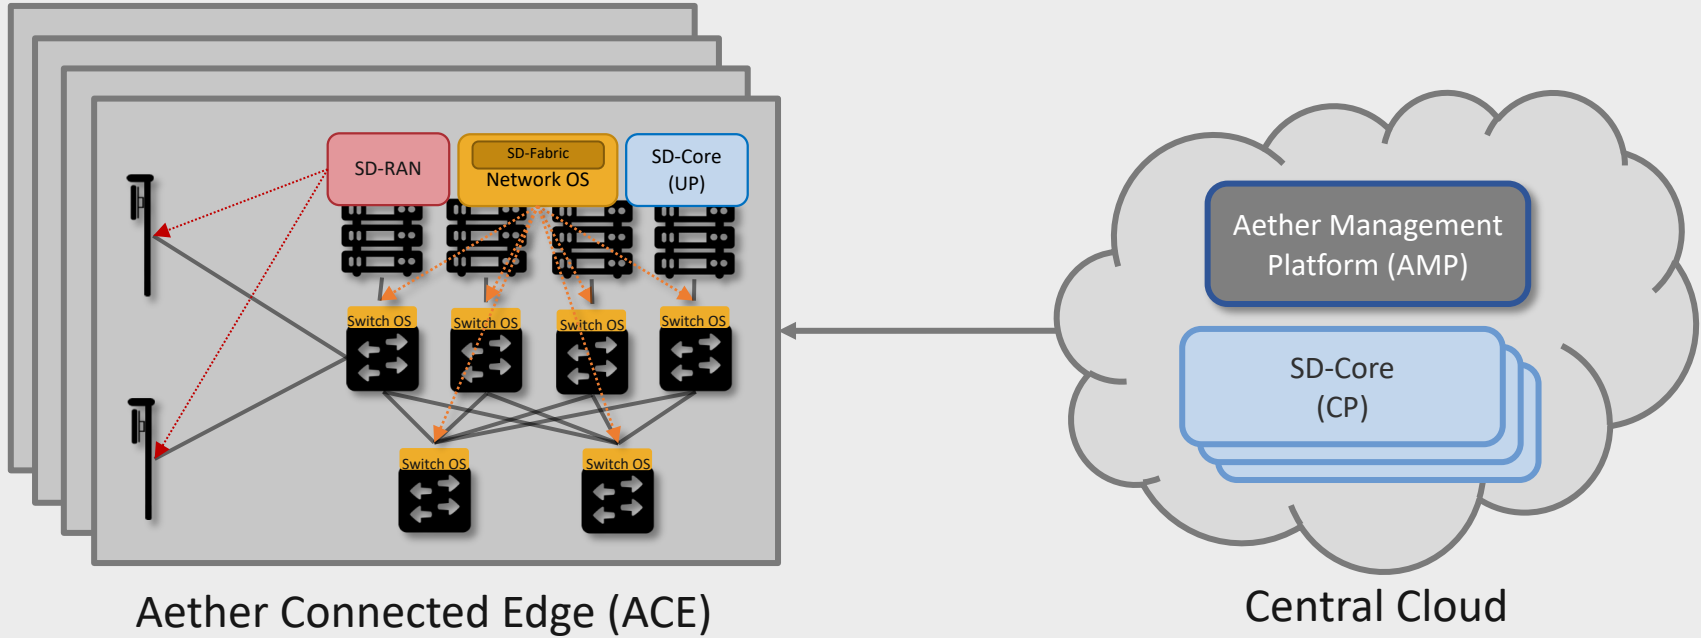 SD-RAN
SD-Fabric
Network OS
SD-Core
(UP)
Switch OS
Switch OS
Switch OS
Switch OS
Switch OS
Switch OS
Aether Connected Edge (ACE)
Aether Management
Platform (AMP)
SD-Core
(CP)
Central Cloud